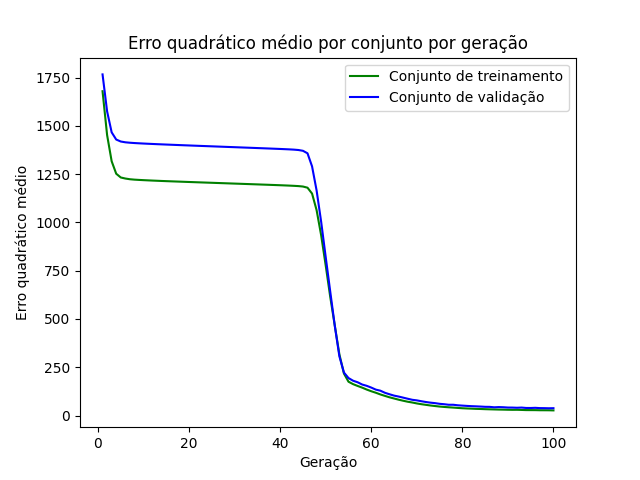 Erro quadrático médio por conjunto por geração
Conjunto de treinamento
Conjunto de validação
Erro quadrático médio
1750
1500
1250
1000
750
500
250
0
0 20 40 60 80 100
Geração